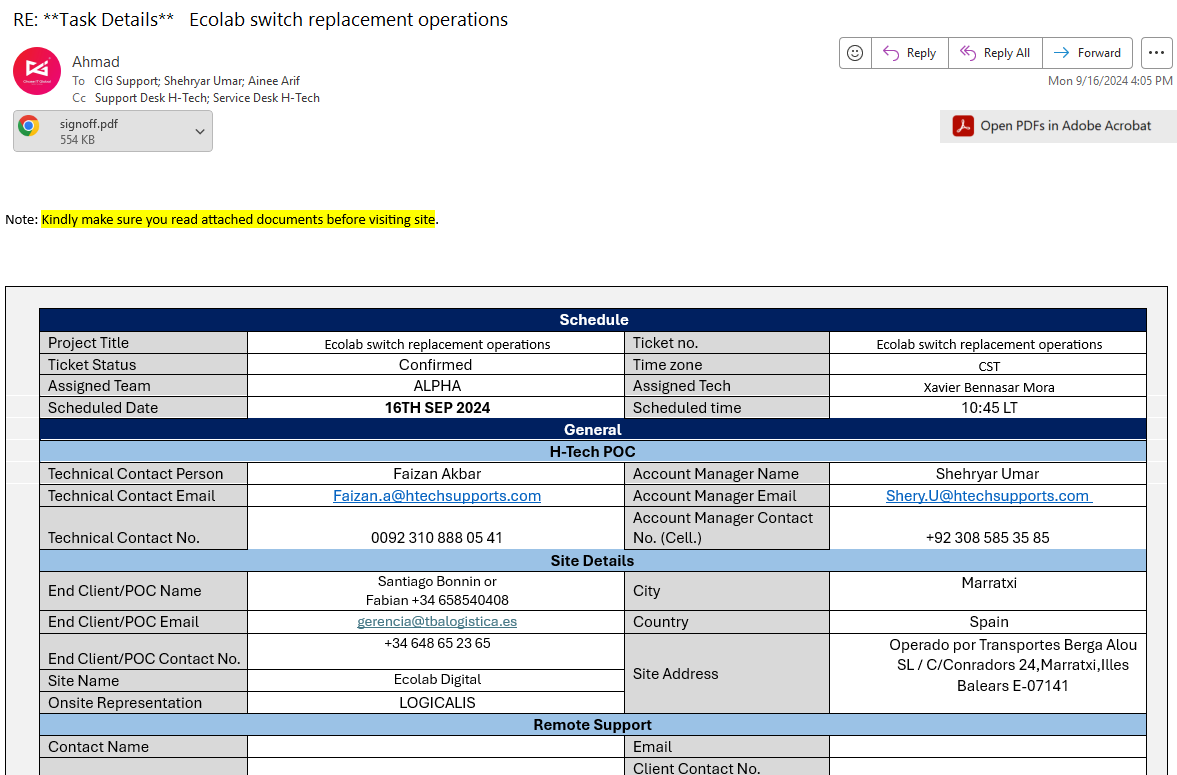 RE: **Task Details** Ecolab switch replacement operations
Ahmad
To CIG Support; Shehryar Umar; Ainee Arif
Cc Support Desk H-Tech; Service Desk H-Tech
Reply Reply All Forward
Mon 9/16/2024 4:05 PM
signoff.pdf
554 KB
Open PDFs in Adobe Acrobat
Note: Kindly make sure you read attached documents before visiting site.
Schedule
Project Title Ecolab switch replacement operations Ticket no. Ecolab switch replacement operations
Ticket Status Confirmed Time zone CST
Assigned Team ALPHA Assigned Tech Xavier Bennasar Mora
Scheduled Date 16TH SEP 2024 Scheduled time 10:45 LT
General
H-Tech POC
Technical Contact Person Faizan Akbar Account Manager Name Shehryar Umar
Technical Contact Email Faizan.a@htechsupports.com Account Manager Email Shery.U@htechsupports.com
Technical Contact No. 0092 310 888 05 41 Account Manager Contact
No. (Cell.) +92 308 585 35 85
Site Details
End Client/POC Name Santiago Bonnin or
Fabian +34 658540408 City Marratxi
End Client/POC Email gerencia@tbalogistica.es Country Spain
End Client/POC Contact No. +34 648 65 23 65
Site Address Operado por Transportes Berga Alou
SL / C/Conradors 24,Marratxi,Illes
Balears E-07141
Site Name Ecolab Digital
Onsite Representation LOGICALIS
Remote Support
Contact Name Email
Client Contact No.